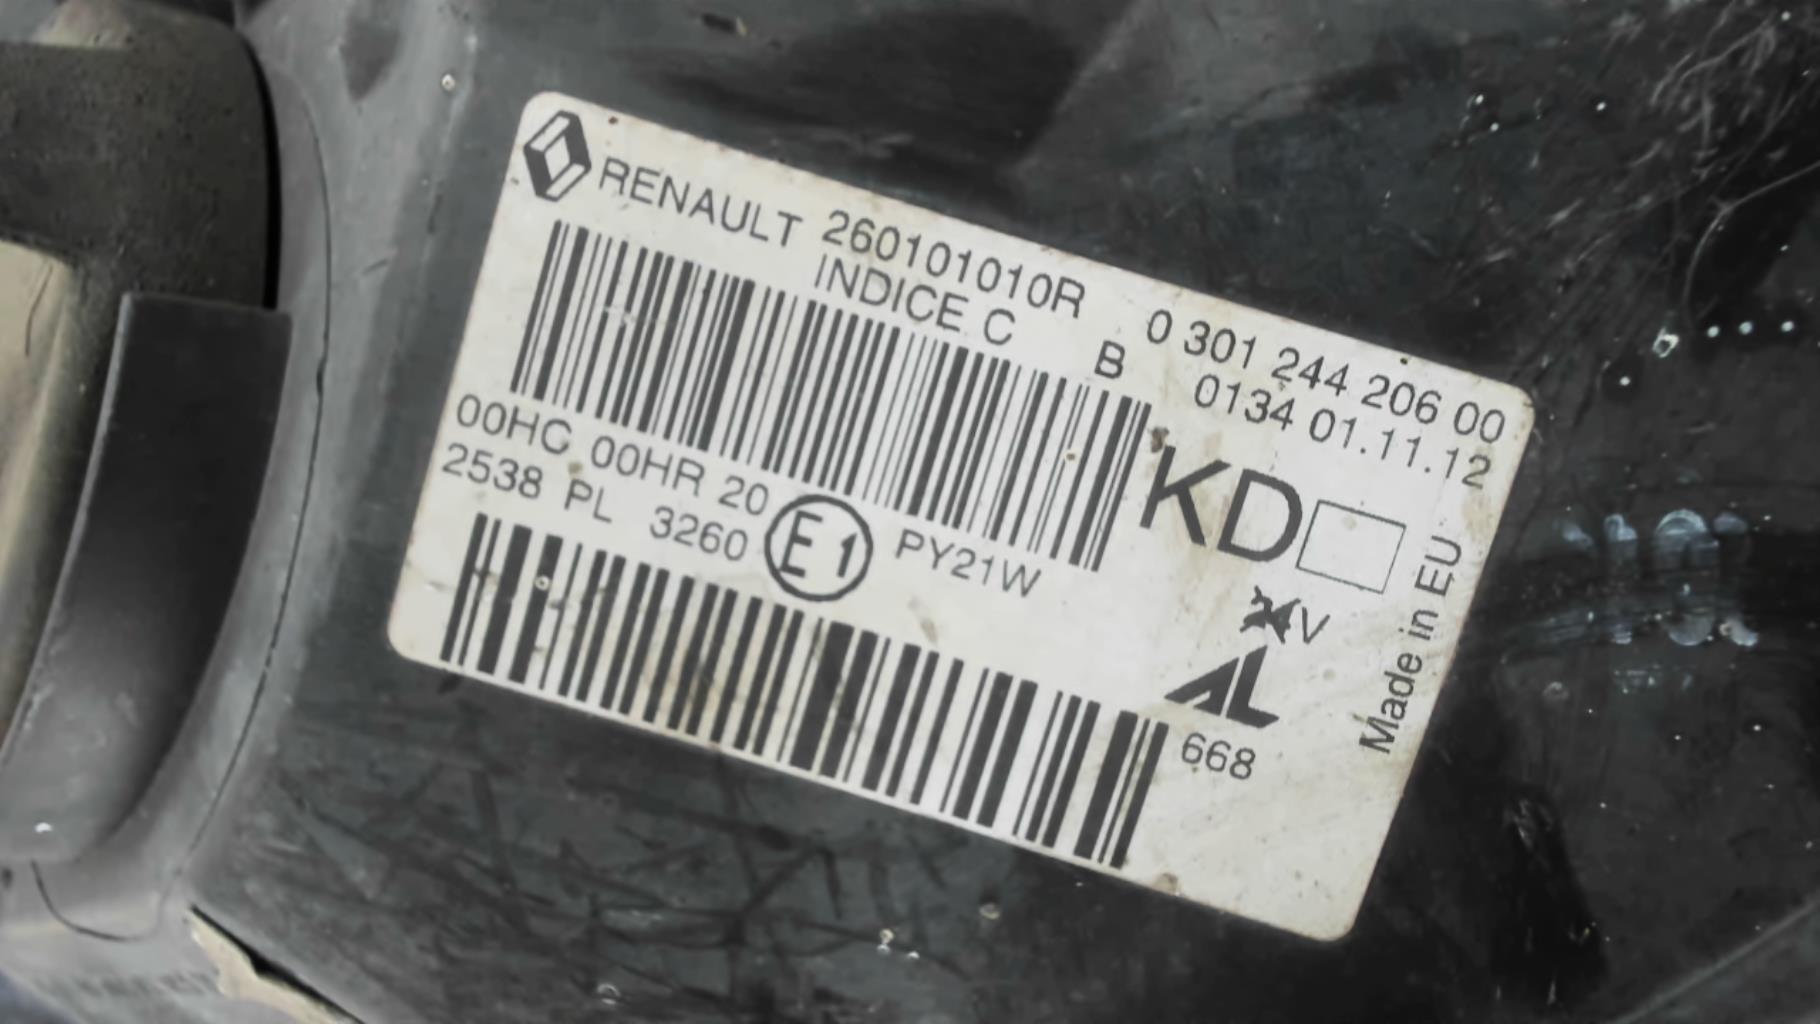 RENAULT 260101010R 0 301 244 206 00
INDICE C B 0134 01.11.12
KD
00HC 00HR 20
2538 PL 3260 E1 PY21W
V
AL
668
Made in EU